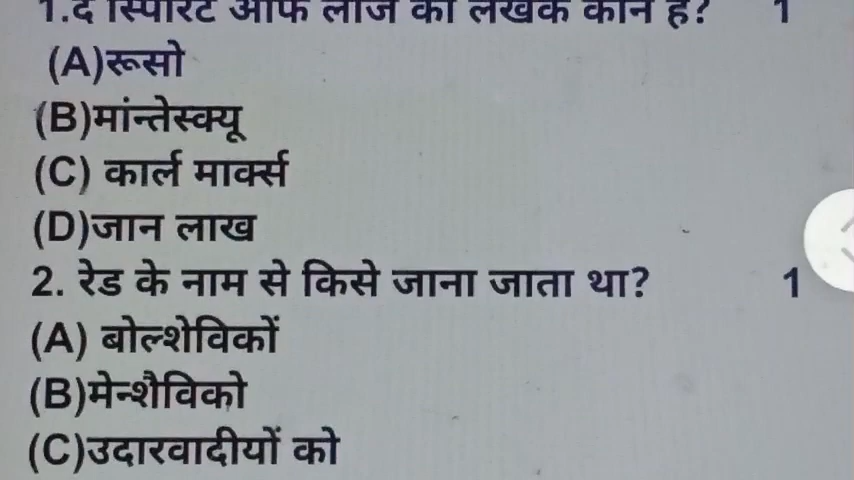 1.द स्पिरिट ऑफ लॉज का लेखक कौन है? 1
(A)रूसो
(B)मांन्तेस्क्यू
(C) कार्ल मार्क्स
(D)जान लाख
2. रेड के नाम से किसे जाना जाता था? 1
(A) बोल्शेविकों
(B)मेन्शैविको
(C)उदारवादीयों को